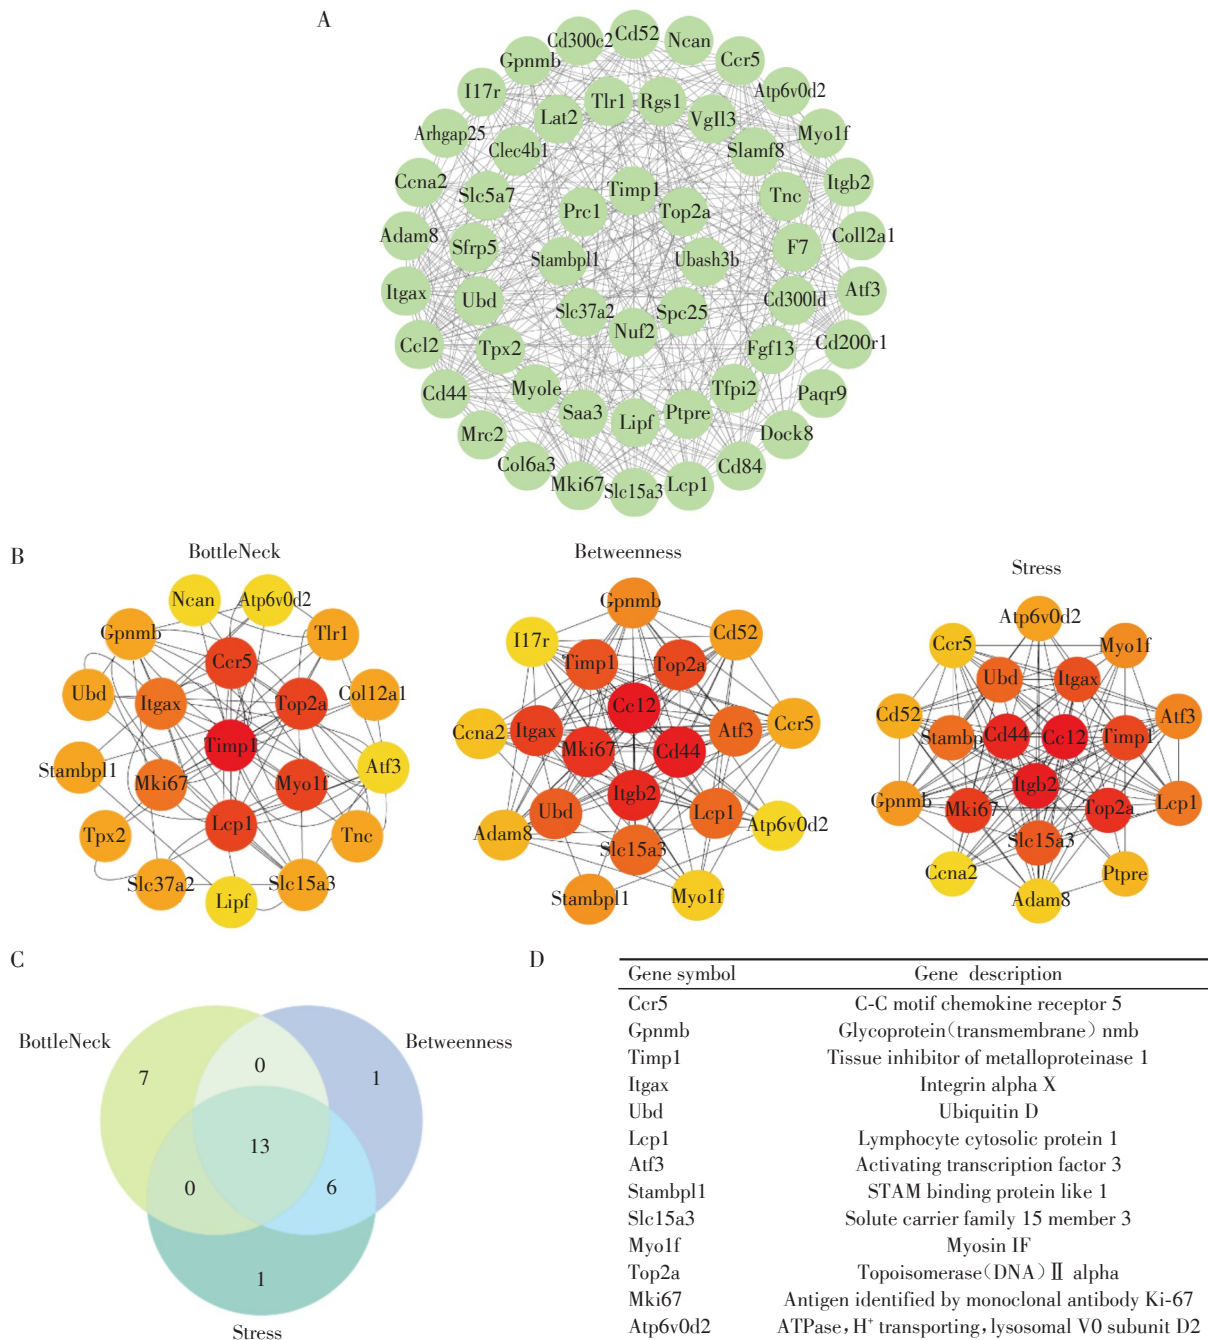 A
Cd52
Cd300c2
Ncan
Gpnmb
Ccr5
I17r
Atp6v0d2
Tlr1
Rgs1
Lat2
VgIl3
Arhgap25
Myo1f
Clec4b1
Slamf8
Ccna2
Itgb2
Slc5a7
Timp1
Tnc
Prc1
Top2a
Adam8
Coll2a1
Sfrp5
F7
Stambpl1
Ubash3b
Itgax
Atf3
Ubd
Cd300ld
Slc37a2
Spc25
Nuf2
Ccl2
Cd200r1
Tpx2
Fgf13
Cd44
Myole
Tfpi2
Paqr9
Saa3
Lipf
Ptpre
Mrc2
Dock8
Col6a3
Cd84
Mki67
Slc15a3
Lcp1
B
BottleNeck
Ncan
Atp6v0d2
Gpnmb
Tlr1
Ccr5
Ubd
Itgax
Top2a
Col12a1
Timp1
Stambpl1
Atf3
Mki67
Myo1f
Tpx2
Lcp1
Tnc
Slc37a2
Slc15a3
Lipf
Betweenness
Gpnmb
I17r
Cd52
Timp1
Top2a
Cc12
Ccna2
Itgax
Atf3
Ccr5
Mki67
Cd44
Itgb2
Adam8
Ubd
Lcp1
Atp6v0d2
Slc15a3
Stambpl1
Myo1f
Stress
Atp6v0d2
Ccr5
Myo1f
Ubd
Itgax
Cd52
Atf3
Stambp
Cd44
Cc12
Timp1
Itgb2
Gpnmb
Mki67
Top2a
Lcp1
Slc15a3
Ccna2
Ptpre
Adam8
C
BottleNeck
Betweenness
7
0
1
13
0
6
1
Stress
D
Gene symbol Gene description
Ccr5 C-C motif chemokine receptor 5
Gpnmb Glycoprotein(transmembrane) nmb
Timp1 Tissue inhibitor of metalloproteinase 1
Itgax Integrin alpha X
Ubd Ubiquitin D
Lcp1 Lymphocyte cytosolic protein 1
Atf3 Activating transcription factor 3
Stambpl1 STAM binding protein like 1
Slc15a3 Solute carrier family 15 member 3
Myo1f Myosin IF
Top2a Topoisomerase(DNA) Ⅱ alpha
Mki67 Antigen identified by monoclonal antibody Ki-67
Atp6v0d2 ATPase,H⁺ transporting,lysosomal V0 subunit D2